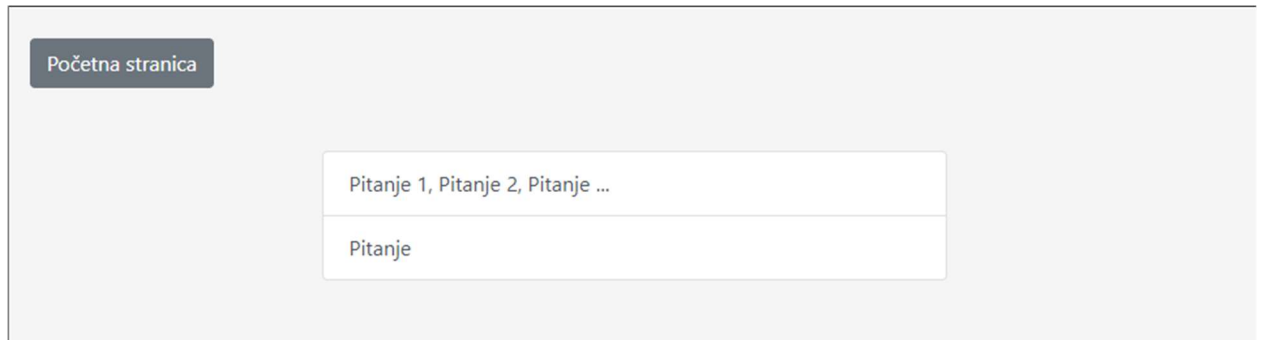 Početna stranica
Pitanje 1, Pitanje 2, Pitanje ...
Pitanje